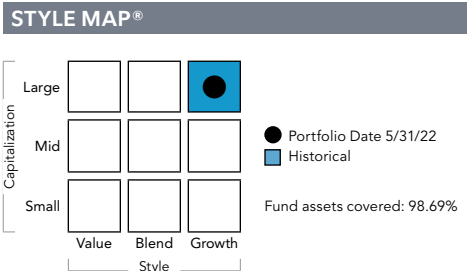 STYLE MAP®
Capitalization
Large
Mid
Small
Value Blend Growth
Style
Portfolio Date 5/31/22
Historical
Fund assets covered: 98.69%